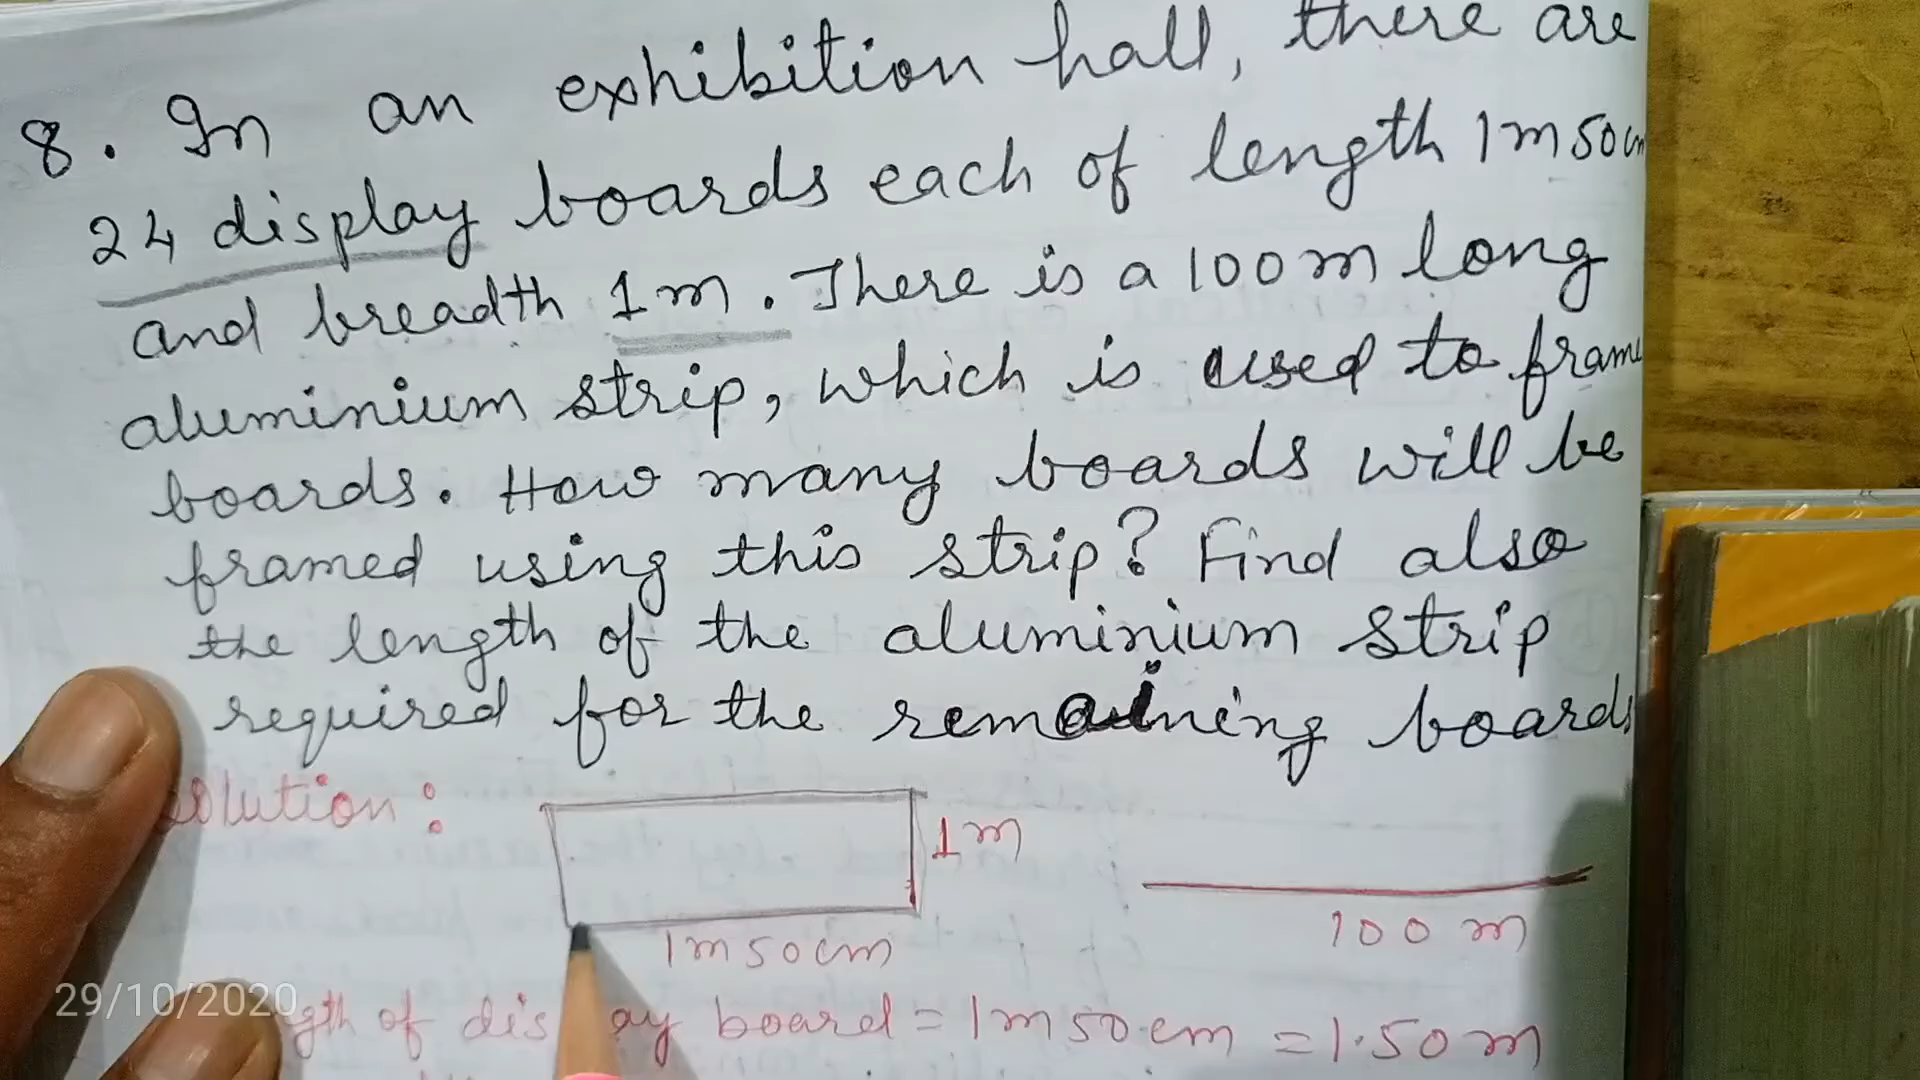 8. In an exhibition hall, there are
24 display boards each of length 1m 50cm
and breadth 1m. There is a 100m long
aluminium strip, which is used to frame
boards. How many boards will be
framed using this strip? Find also
the length of the aluminium strip
required for the remaining boards
olution:
1m
1m 50cm
100 m
gth of dis ay board = 1m 50cm = 1.50 m
29/10/2020